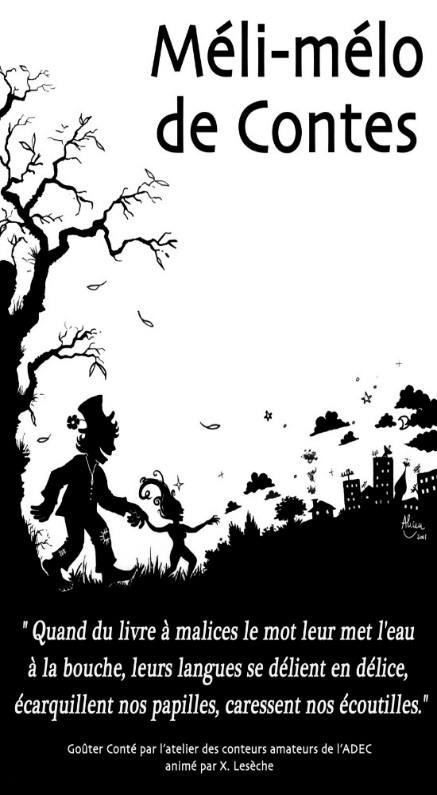 Méli-mélo
de Contes
" Quand du livre à malices le mot leur met l'eau
à la bouche, leurs langues se délient en délice,
écarquillent nos papilles, caressent nos écoutilles."
Goûter Conté par l'atelier des conteurs amateurs de l'ADEC
animé par X. Lesèche